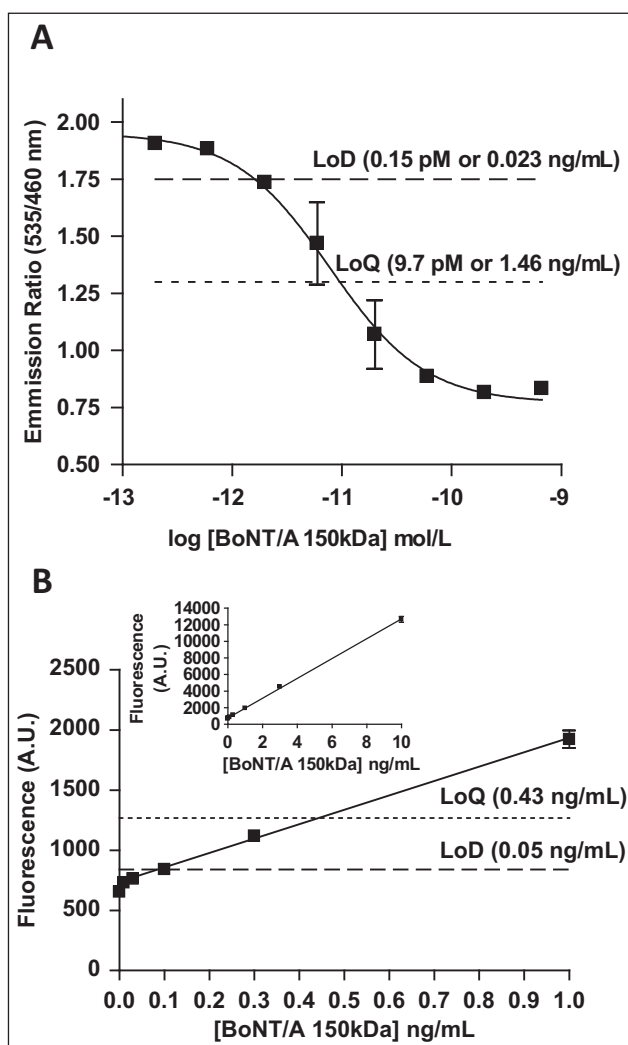 A
Emmission Ratio (535/460 nm)
2.00
1.75
1.50
1.25
1.00
0.75
0.50
LoD (0.15 pM or 0.023 ng/mL)
LoQ (9.7 pM or 1.46 ng/mL)
-13 -12 -11 -10 -9
log [BoNT/A 150kDa] mol/L
B
Fluorescence
(A.U.)
14000
12000
10000
8000
6000
4000
2000
0
0 2 4 6 8 10
[BoNT/A 150kDa] ng/mL
Fluorescence (A.U.)
2500
2000
1500
1000
500
0
LoQ (0.43 ng/mL)
LoD (0.05 ng/mL)
0.0 0.1 0.2 0.3 0.4 0.5 0.6 0.7 0.8 0.9 1.0
[BoNT/A 150kDa] ng/mL